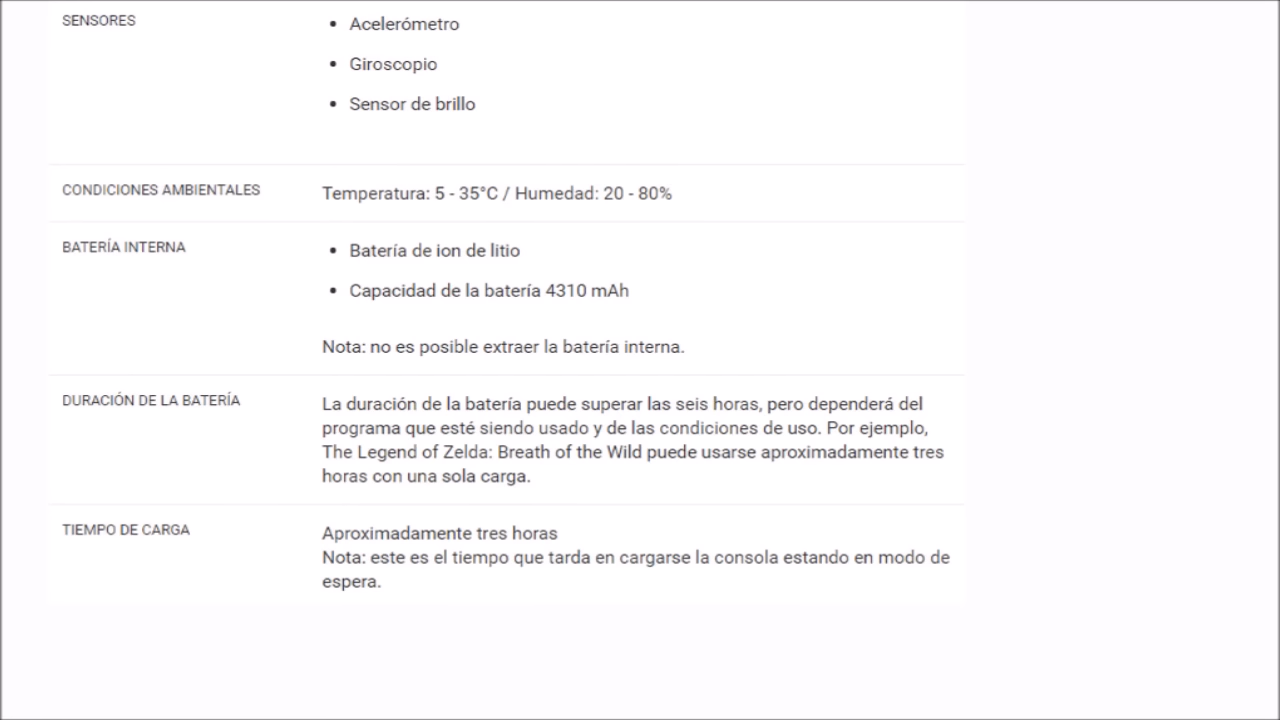 SENSORES
• Acelerómetro
• Giroscopio
• Sensor de brillo
CONDICIONES AMBIENTALES
Temperatura: 5 - 35°C / Humedad: 20 - 80%
BATERÍA INTERNA
• Batería de ion de litio
• Capacidad de la batería 4310 mAh
Nota: no es posible extraer la batería interna.
DURACIÓN DE LA BATERÍA
La duración de la batería puede superar las seis horas, pero dependerá del
programa que esté siendo usado y de las condiciones de uso. Por ejemplo,
The Legend of Zelda: Breath of the Wild puede usarse aproximadamente tres
horas con una sola carga.
TIEMPO DE CARGA
Aproximadamente tres horas
Nota: este es el tiempo que tarda en cargarse la consola estando en modo de
espera.